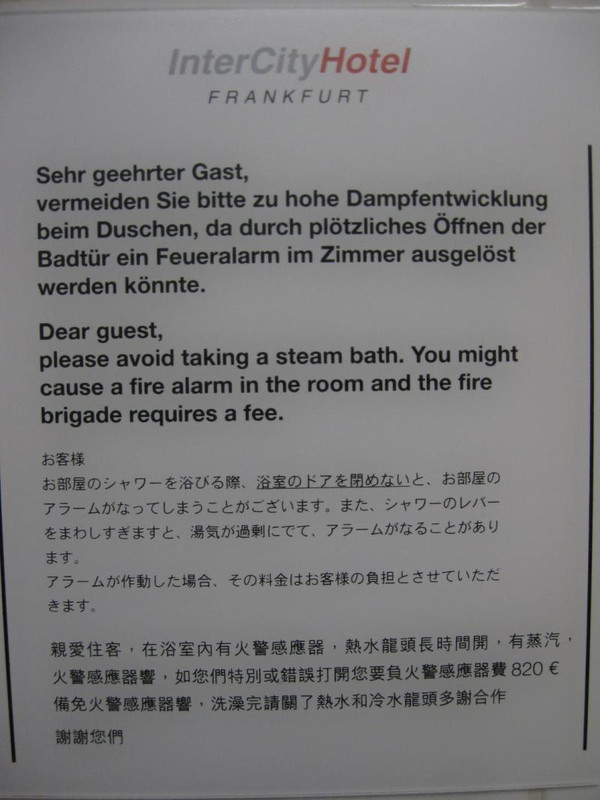 InterCityHotel
FRANKFURT
Sehr geehrter Gast,
vermeiden Sie bitte zu hohe Dampfentwicklung
beim Duschen, da durch plötzliches Öffnen der
Badtür ein Feueralarm im Zimmer ausgelöst
werden könnte.
Dear guest,
please avoid taking a steam bath. You might
cause a fire alarm in the room and the fire
brigade requires a fee.
お客様
お部屋のシャワーを浴びる際、浴室のドアを閉めないと、お部屋の
アラームがなってしまうことがございます。また、シャワーのレバー
をまわしすぎますと、湯気が過剰にでて、アラームがなることがあり
ます。
アラームが作動した場合、その料金はお客様の負担とさせていただ
きます。
親愛住客，在浴室內有火警感應器，熱水龍頭長時間開，有蒸汽，
火警感應器響，如您們特別或錯誤打開您要負火警感應器費 820 €
備免火警感應器響，洗澡完請關了熱水和冷水龍頭多謝合作
謝謝您們